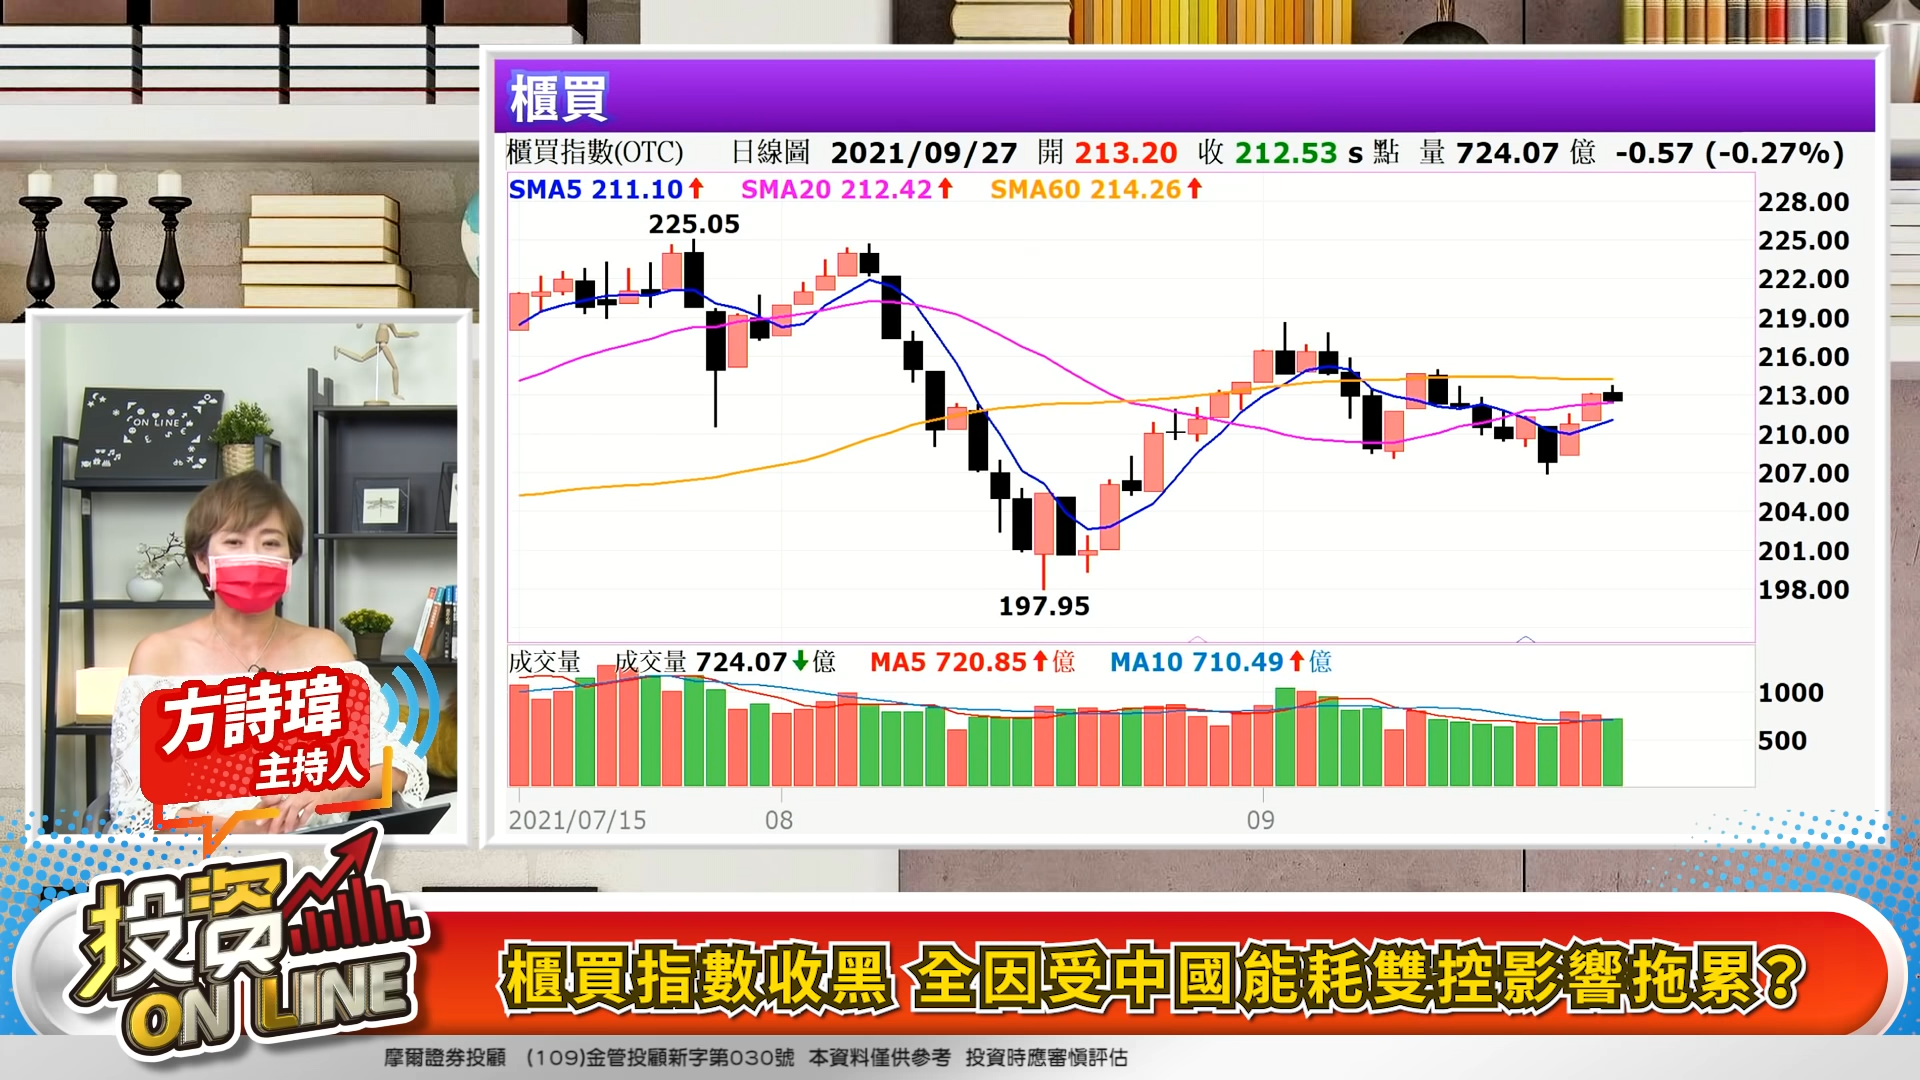 櫃買
櫃買指數(OTC) 日線圖 2021/09/27 開 213.20 收 212.53 s 點 量 724.07 億 -0.57 (-0.27%)
SMA5 211.10 SMA20 212.42 SMA60 214.26
225.05
197.95
228.00
225.00
222.00
219.00
216.00
213.00
210.00
207.00
204.00
201.00
198.00
成交量 成交量 724.07 億 MA5 720.85 億 MA10 710.49 億
1000
500
2021/07/15 08 09
ON LINE
方詩瑋
主持人
投資
ON LINE
櫃買指數收黑 全因受中國能耗雙控影響拖累?
摩爾證券投顧 (109)金管投顧新字第030號 本資料僅供參考 投資時應審慎評估